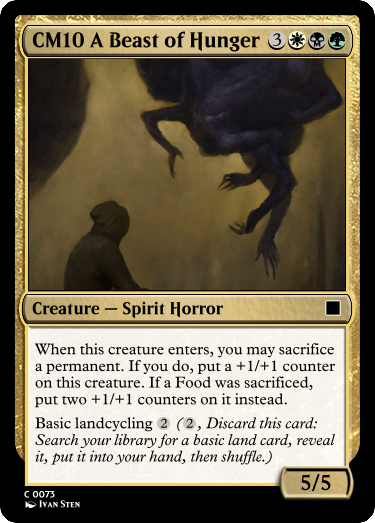 CM10 A Beast of Hunger 3
Creature — Spirit Horror
When this creature enters, you may sacrifice
a permanent. If you do, put a +1/+1 counter
on this creature. If a Food was sacrificed,
put two +1/+1 counters on it instead.
Basic landcycling 2 (2, Discard this card:
Search your library for a basic land card, reveal
it, put it into your hand, then shuffle.)
5/5
C 0073
Ivan Sten